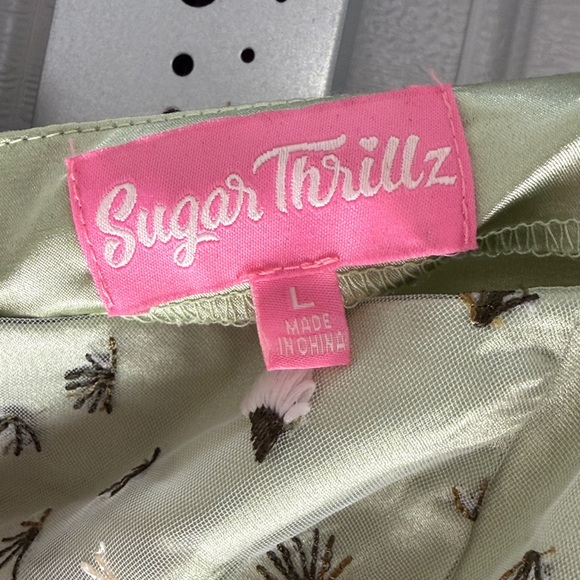 Sugar Thrillz
L
MADE
IN CHINA